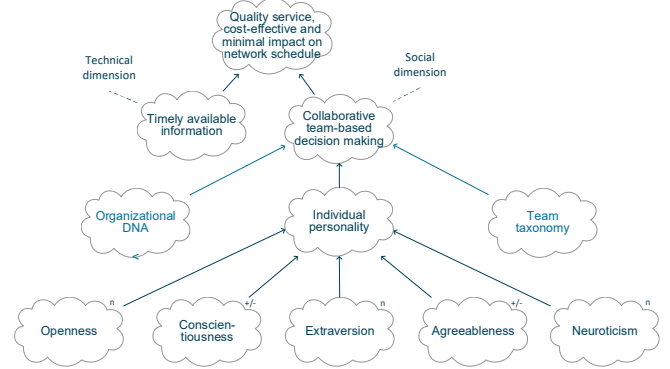 Quality service,
cost-effective and
minimal impact on
network schedule
Technical
dimension
Social
dimension
Timely available
information
Collaborative
team-based
decision making
Organizational
DNA
Individual
personality
Team
taxonomy
n
+/-
n
+/-
n
Openness
Conscien-
tiousness
Extraversion
Agreeableness
Neuroticism